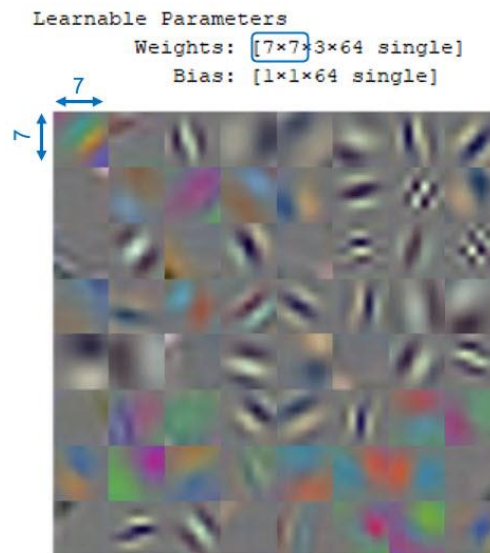 Learnable Parameters
Weights: [7×7×3×64 single]
Bias: [1×1×64 single]
7
7